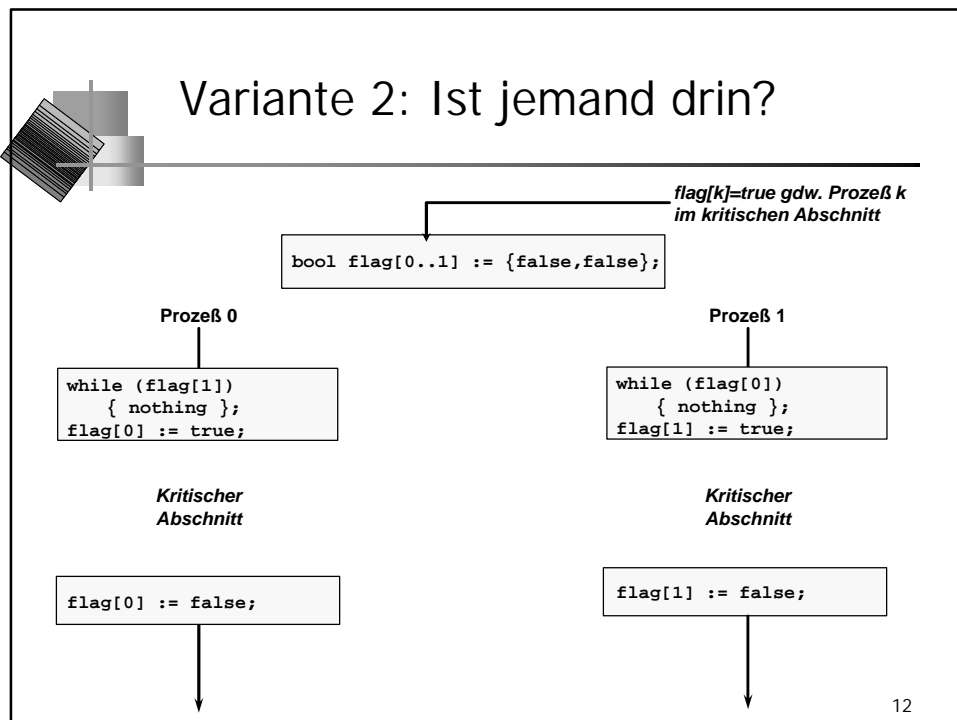 Variante 2: Ist jemand drin?
flag[k]=true gdw. Prozeß k
im kritischen Abschnitt
bool flag[0..1] := {false,false};
Prozeß 0
while (flag[1])
{ nothing };
flag[0] := true;
Kritischer
Abschnitt
flag[0] := false;
Prozeß 1
while (flag[0])
{ nothing };
flag[1] := true;
Kritischer
Abschnitt
flag[1] := false;
12